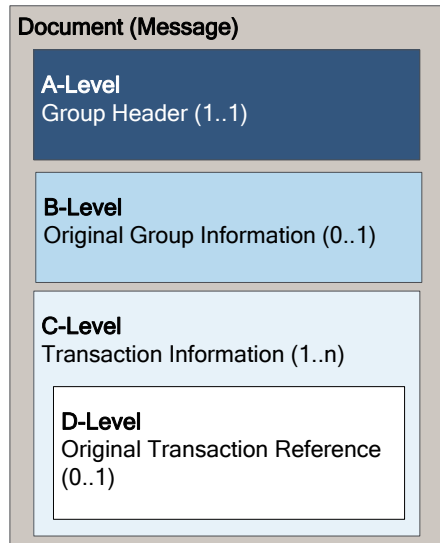 Document (Message)
A-Level
Group Header (1..1)
B-Level
Original Group Information (0..1)
C-Level
Transaction Information (1..n)
D-Level
Original Transaction Reference
(0..1)